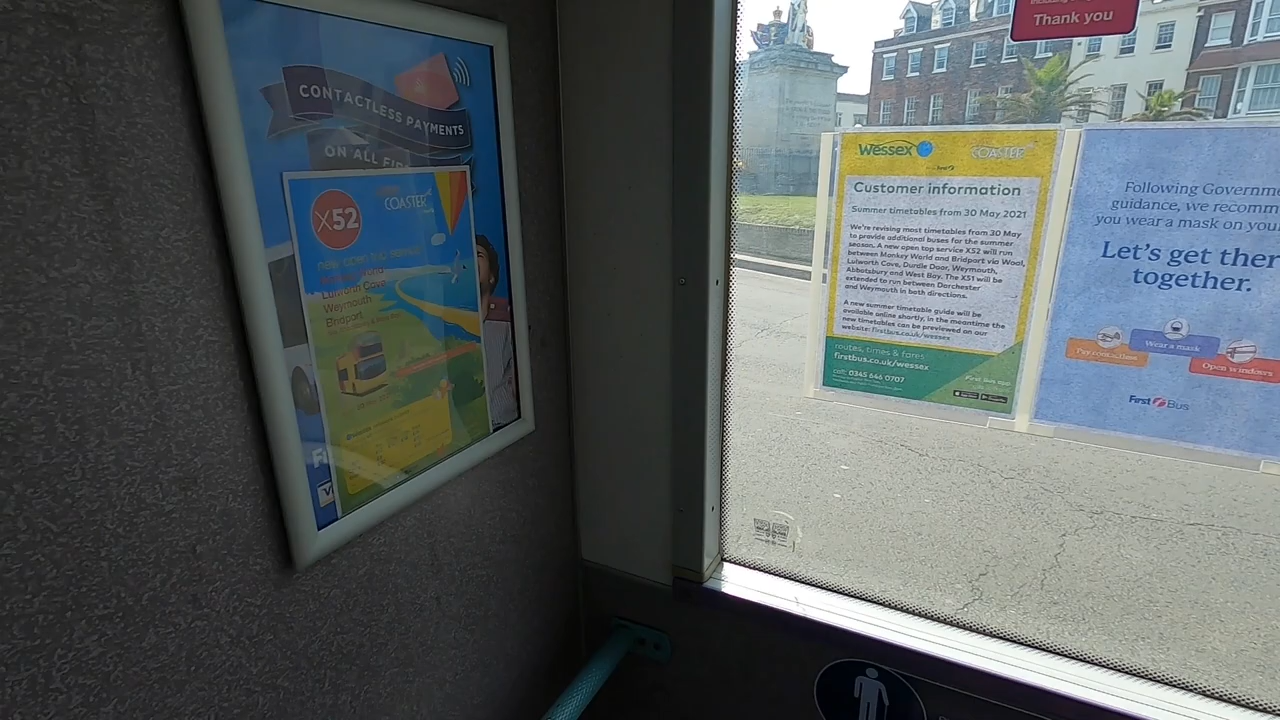 CONTACTLESS PAYMENTS
ON ALL
X52
COASTER
new open top service
Lulworth Cove
Weymouth
Bridport
Thank you
Wessex
COASTER
Customer information
Summer timetables from 30 May 2021
We're revising most timetables from 30 May
to provide additional buses for the summer
season. A new open top service X52 will run
between Monkey World and Bridport via Wool,
Lulworth Cove, Durdle Door, Weymouth,
Abbotsbury and West Bay. The X51 will be
extended to run between Dorchester
and Weymouth in both directions.
A new summer timetable guide will be
available online shortly, in the meantime the
new timetables can be previewed on our
website: firstbus.co.uk/wessex
routes, times & fares
firstbus.co.uk/wessex
call: 0345 646 0707
First Bus app
Following Governme
guidance, we recomm
you wear a mask on you
Let's get ther
together.
Pay contactless
Wear a mask
Open windows
First Bus